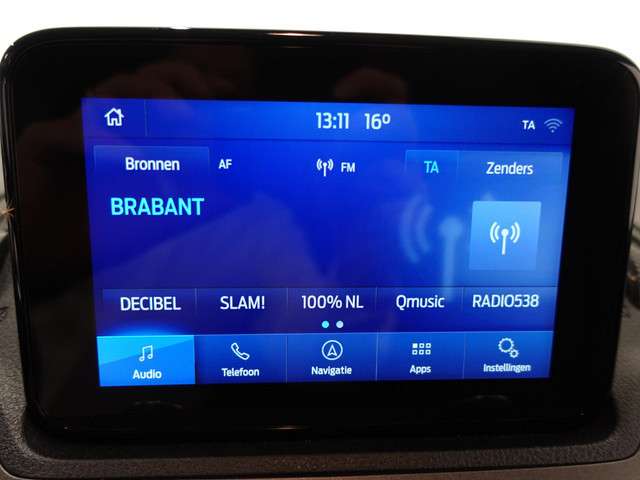 13:11 16° TA
Bronnen AF FM TA Zenders
BRABANT
DECIBEL SLAM! 100% NL Qmusic RADIO538
Audio Telefoon Navigatie Apps Instellingen